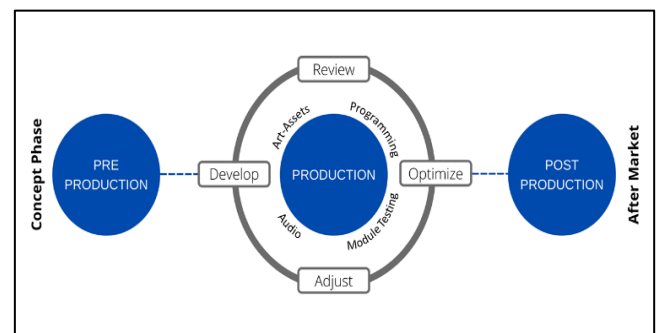 Concept Phase
PRE
PRODUCTION
Develop
Review
Art-Assets
Programming
PRODUCTION
Audio
Module Testing
Adjust
Optimize
POST
PRODUCTION
After Market